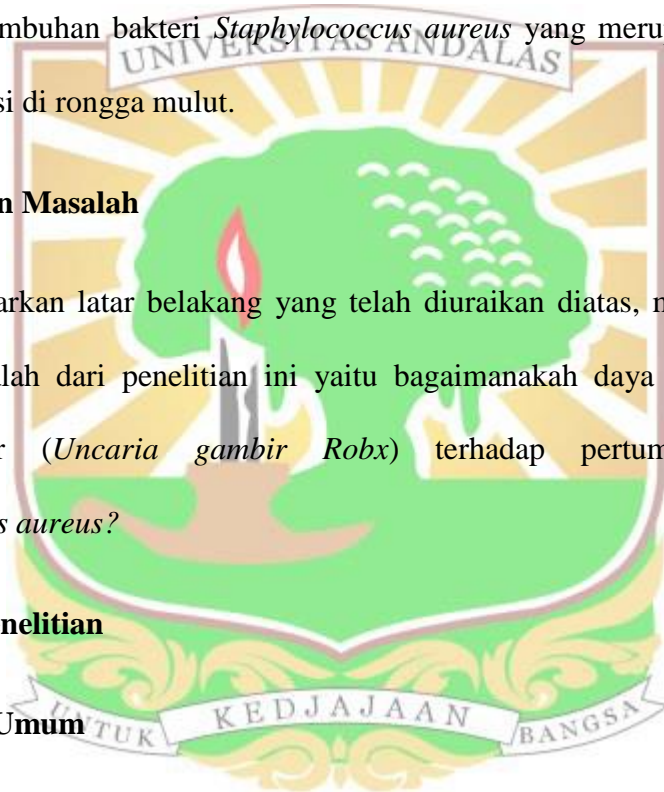 mbuhan bakteri Staphylococcus aureus yang meru
UNIVERSITAS ANDALAS
si di rongga mulut.
n Masalah
arkan latar belakang yang telah diuraikan diatas, m
alah dari penelitian ini yaitu bagaimanakah daya
r (Uncaria gambir Robx) terhadap pertum
s aureus?
nelitian
Umum
UNTUK KEDJAJAAN BANGSA